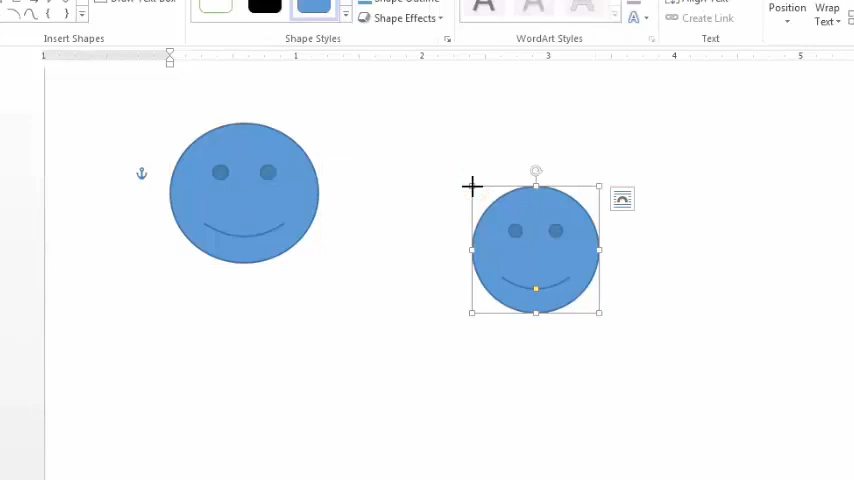 Draw Text Box
Shape Outline
Shape Effects
A A A
A
Align Text
Create Link
Position
Wrap
Text
Insert Shapes
Shape Styles
WordArt Styles
Text
1 1 2 3 4 5